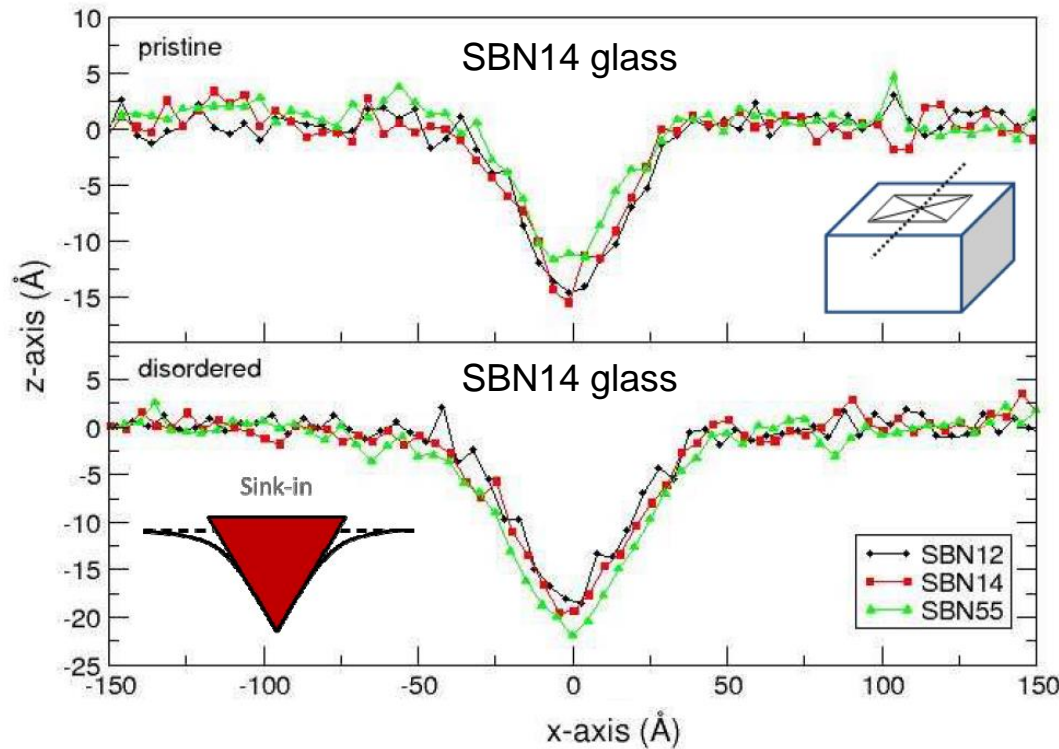 10
pristine
SBN14 glass
5
0
-5
-10
-15
z-axis (Å)
disordered
SBN14 glass
5
0
Sink-in
-5
-10
-15
SBN12
SBN14
SBN55
-20
-25
-150
-100
-50
0
50
100
150
x-axis (Å)